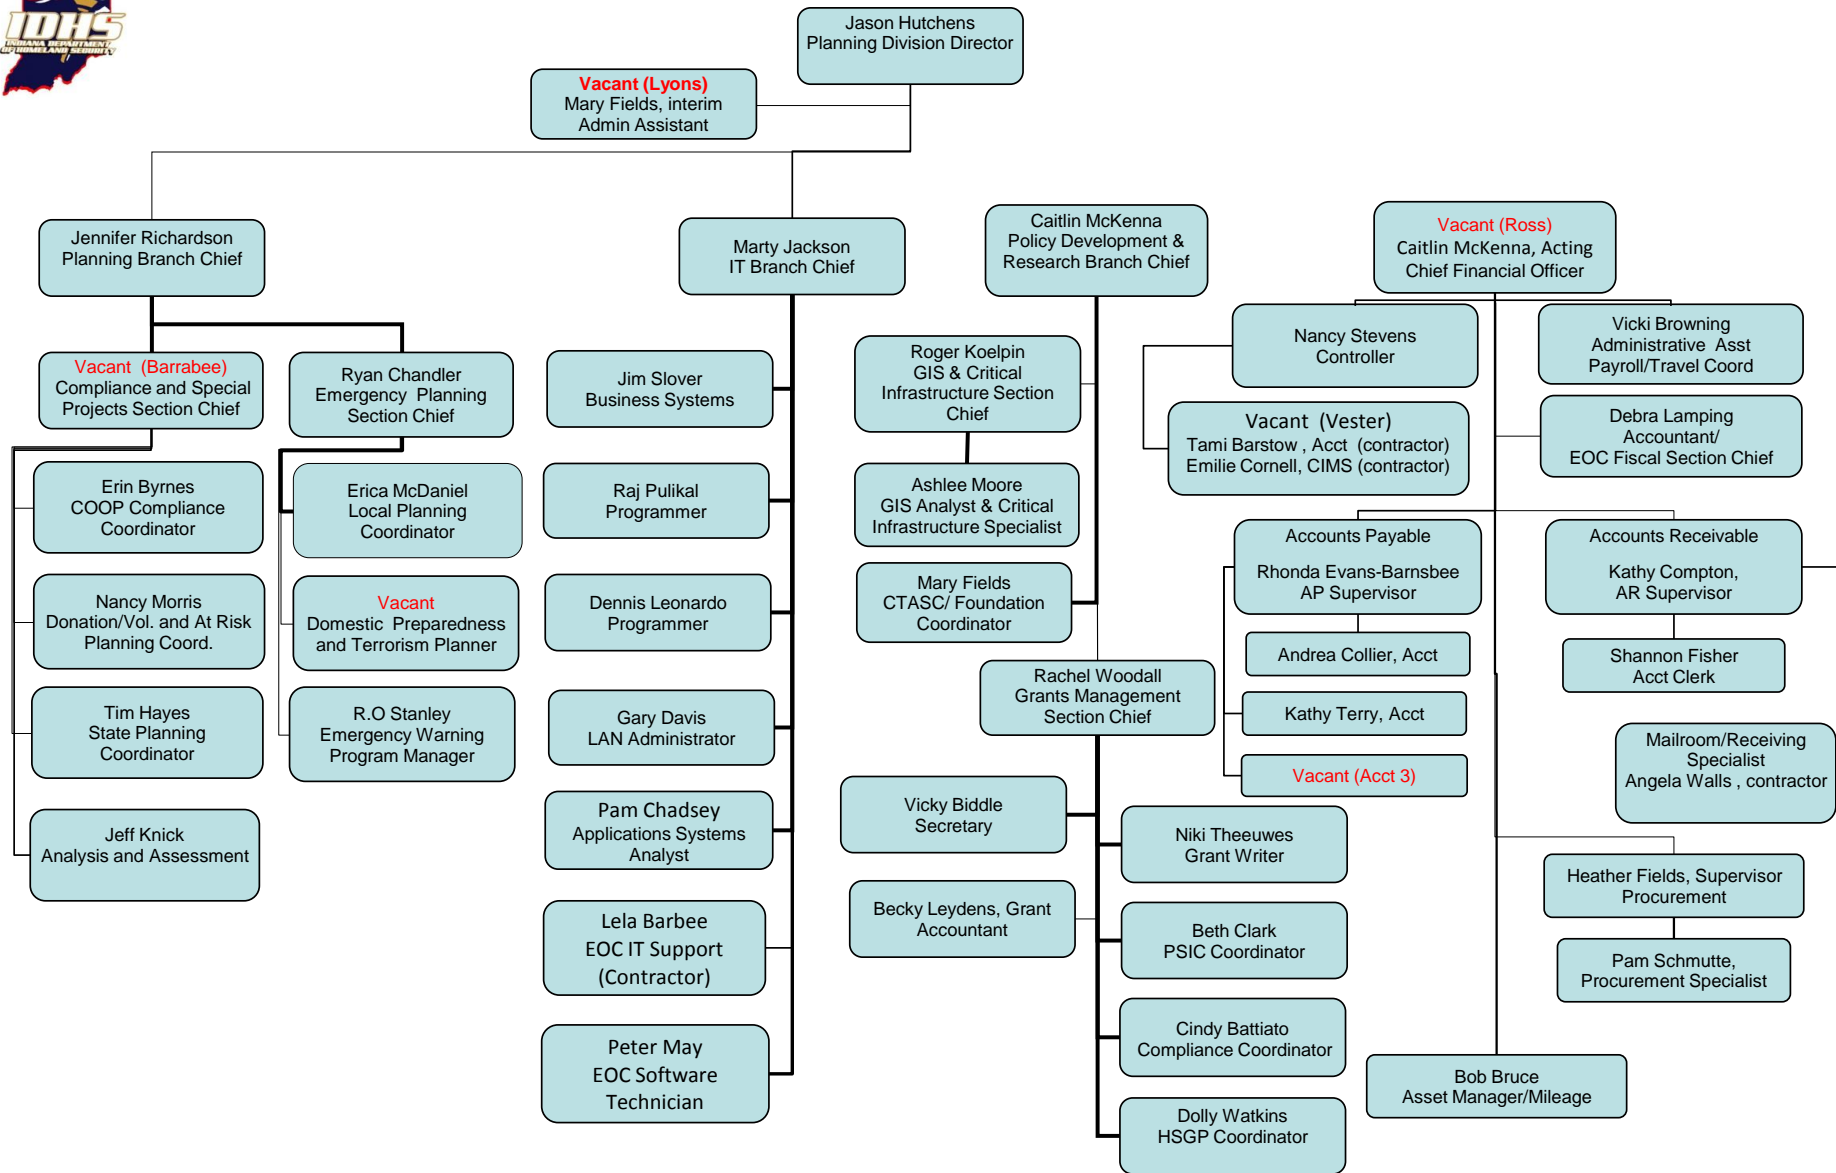 IDHS
INDIANA DEPARTMENT
OF HOMELAND SECURITY
Jason Hutchens
Planning Division Director
Vacant (Lyons)
Mary Fields, interim
Admin Assistant
Jennifer Richardson
Planning Branch Chief
Vacant (Barrabee)
Compliance and Special
Projects Section Chief
Erin Byrnes
COOP Compliance
Coordinator
Nancy Morris
Donation/Vol. and At Risk
Planning Coord.
Tim Hayes
State Planning
Coordinator
Jeff Knick
Analysis and Assessment
Ryan Chandler
Emergency Planning
Section Chief
Erica McDaniel
Local Planning
Coordinator
Vacant
Domestic Preparedness
and Terrorism Planner
R.O Stanley
Emergency Warning
Program Manager
Marty Jackson
IT Branch Chief
Jim Slover
Business Systems
Raj Pulikal
Programmer
Dennis Leonardo
Programmer
Gary Davis
LAN Administrator
Pam Chadsey
Applications Systems
Analyst
Lela Barbee
EOC IT Support
(Contractor)
Peter May
EOC Software
Technician
Caitlin McKenna
Policy Development &
Research Branch Chief
Roger Koelpin
GIS & Critical
Infrastructure Section
Chief
Ashlee Moore
GIS Analyst & Critical
Infrastructure Specialist
Mary Fields
CTASC/ Foundation
Coordinator
Rachel Woodall
Grants Management
Section Chief
Vicky Biddle
Secretary
Becky Leydens, Grant
Accountant
Niki Theeuwes
Grant Writer
Beth Clark
PSIC Coordinator
Cindy Battiato
Compliance Coordinator
Dolly Watkins
HSGP Coordinator
Vacant (Ross)
Caitlin McKenna, Acting
Chief Financial Officer
Nancy Stevens
Controller
Vacant (Vester)
Tami Barstow , Acct (contractor)
Emilie Cornell, CIMS (contractor)
Vicki Browning
Administrative Asst
Payroll/Travel Coord
Debra Lamping
Accountant/
EOC Fiscal Section Chief
Accounts Payable
Rhonda Evans-Barnsbee
AP Supervisor
Andrea Collier, Acct
Kathy Terry, Acct
Vacant (Acct 3)
Accounts Receivable
Kathy Compton,
AR Supervisor
Shannon Fisher
Acct Clerk
Mailroom/Receiving
Specialist
Angela Walls , contractor
Heather Fields, Supervisor
Procurement
Pam Schmutte,
Procurement Specialist
Bob Bruce
Asset Manager/Mileage